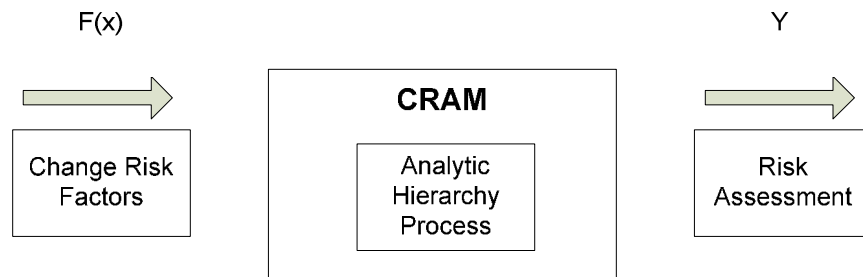 F(x)
Y
CRAM
Change Risk
Factors
Analytic
Hierarchy
Process
Risk
Assessment